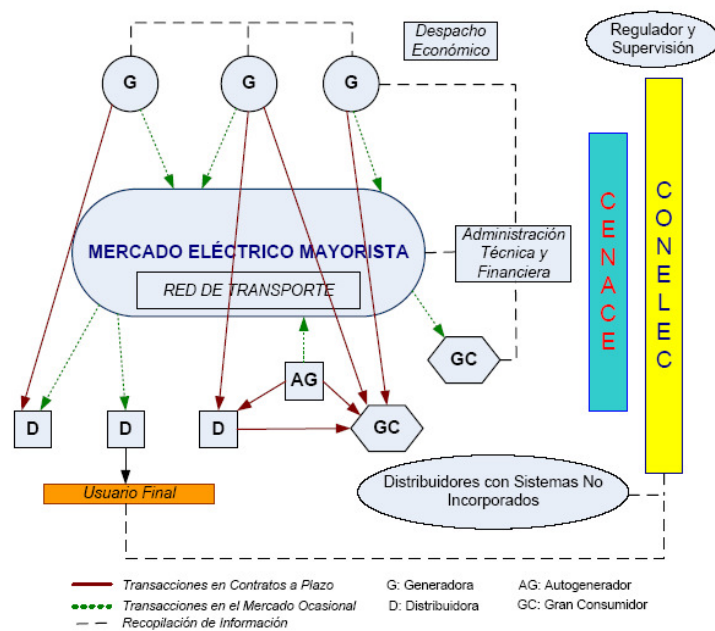 Despacho
Económico
Regulador y
Supervisión
G
G
G
CENACE
CONELEC
MERCADO ELÉCTRICO MAYORISTA
RED DE TRANSPORTE
Administración
Técnica y
Financiera
GC
AG
D
D
D
GC
Usuario Final
Distribuidores con Sistemas No
Incorporados
Transacciones en Contratos a Plazo
G: Generadora
AG: Autogenerador
Transacciones en el Mercado Ocasional
D: Distribuidora
GC: Gran Consumidor
Recopilación de Información